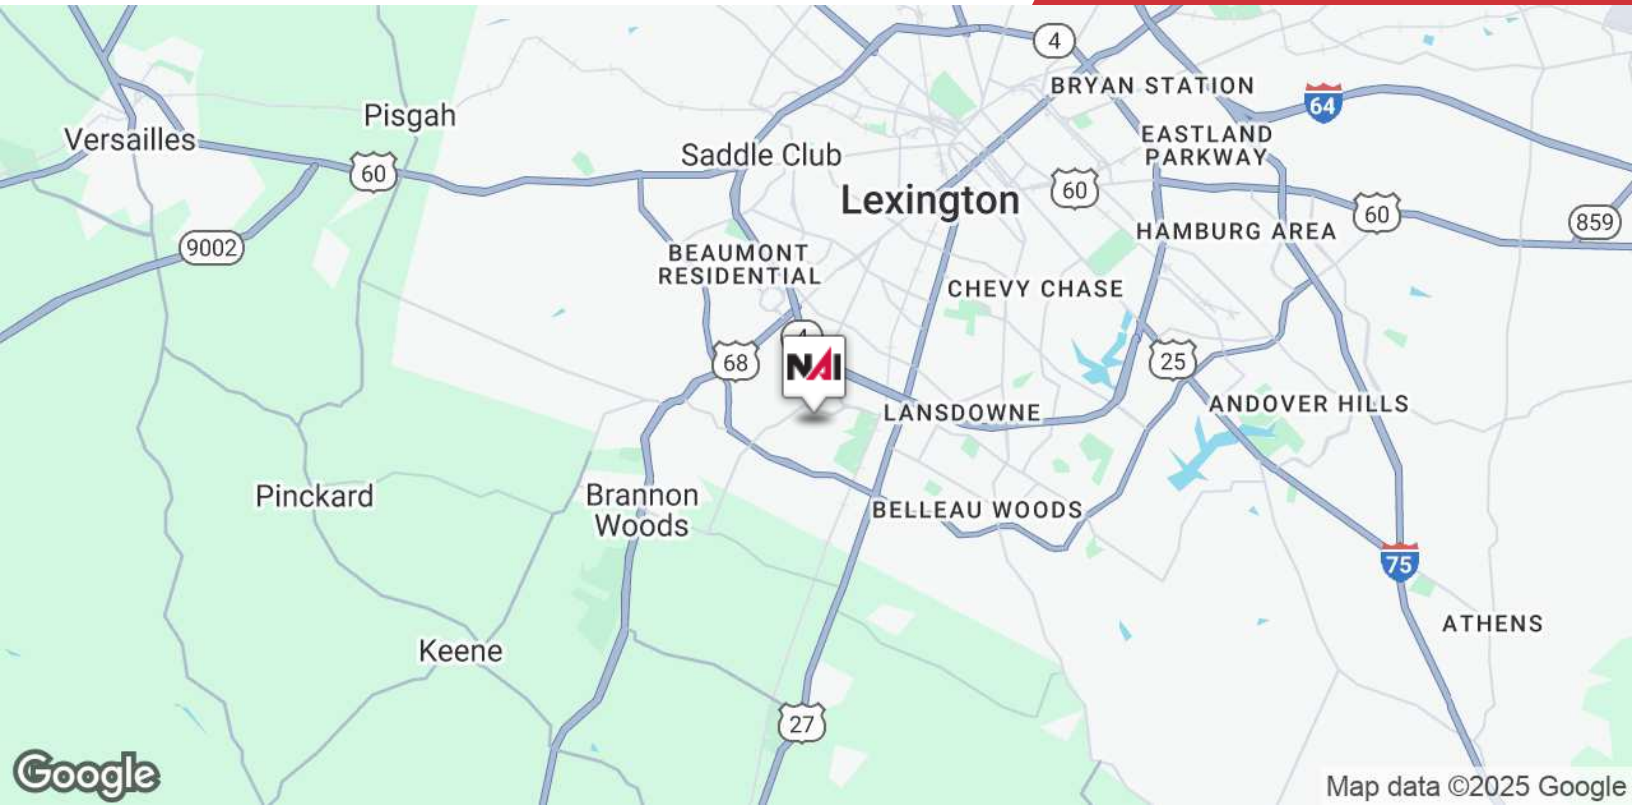 4
BRYAN STATION
64
Pisgah
Versailles
EASTLAND
PARKWAY
Saddle Club
60
60
Lexington
60
859
9002
HAMBURG AREA
BEAUMONT
RESIDENTIAL
CHEVY CHASE
4
68
NAI
25
LANSDOWNE
ANDOVER HILLS
Pinckard
Brannon
Woods
BELLEAU WOODS
75
ATHENS
Keene
27
Google
Map data ©2025 Google